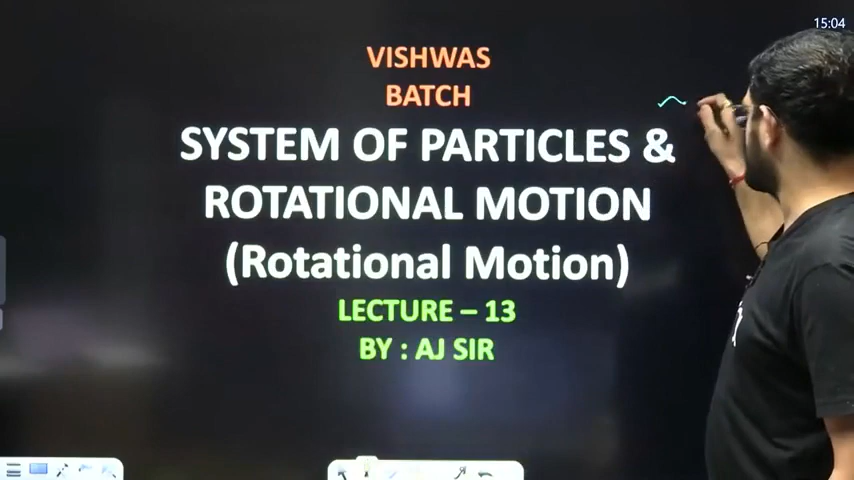 15:04
VISHWAS
BATCH
SYSTEM OF PARTICLES &
ROTATIONAL MOTION
(Rotational Motion)
LECTURE – 13
BY : AJ SIR